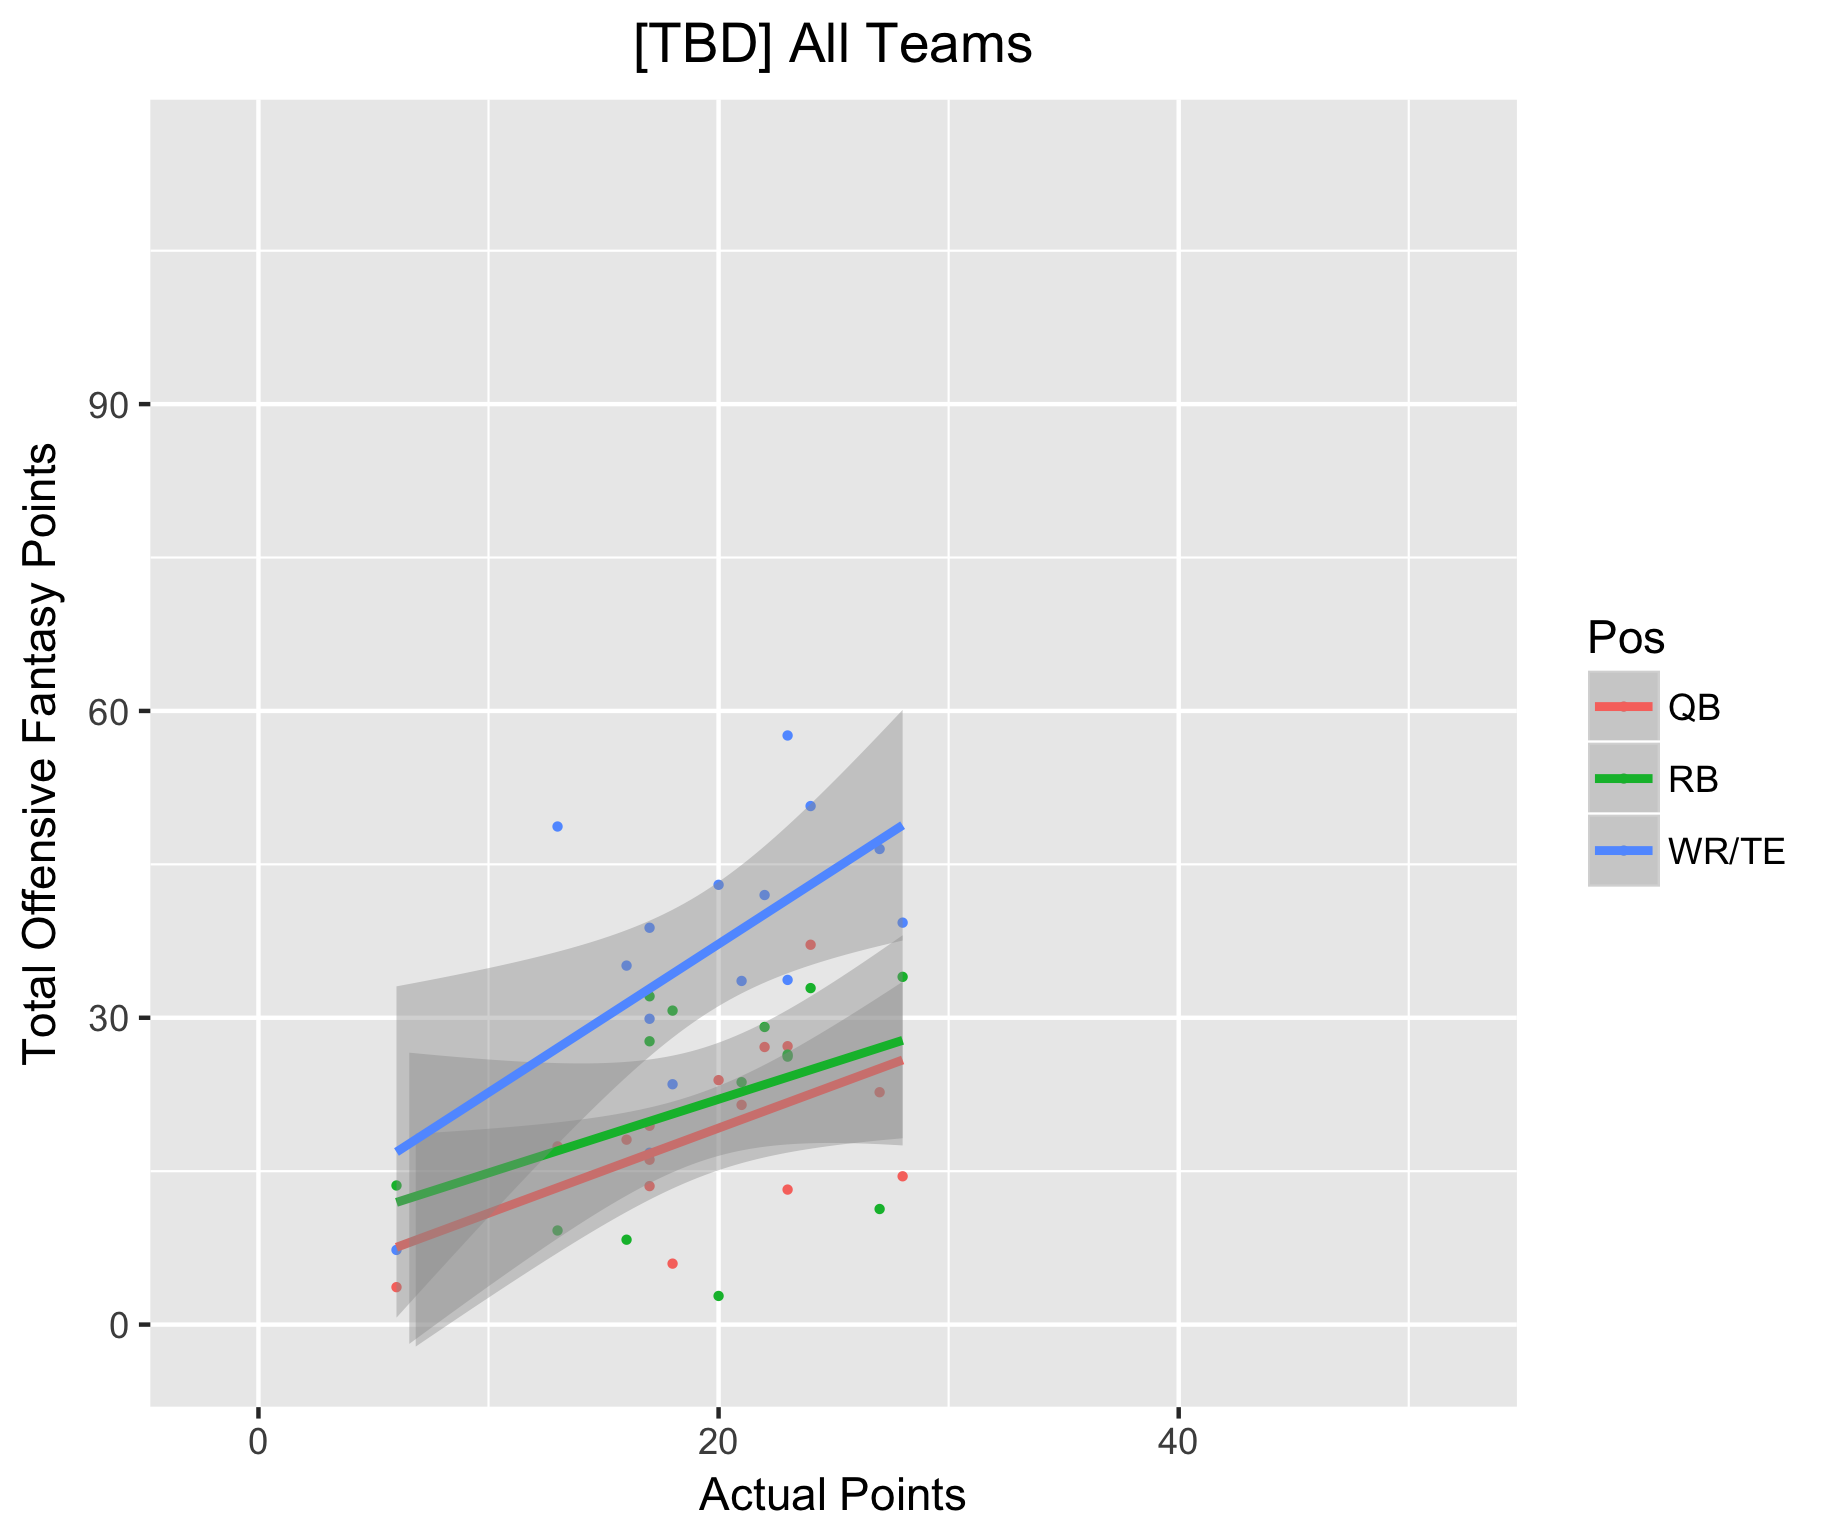 [TBD] All Teams
Total Offensive Fantasy Points
90
60
30
0
0
20
40
Actual Points
Pos
QB
RB
WR/TE